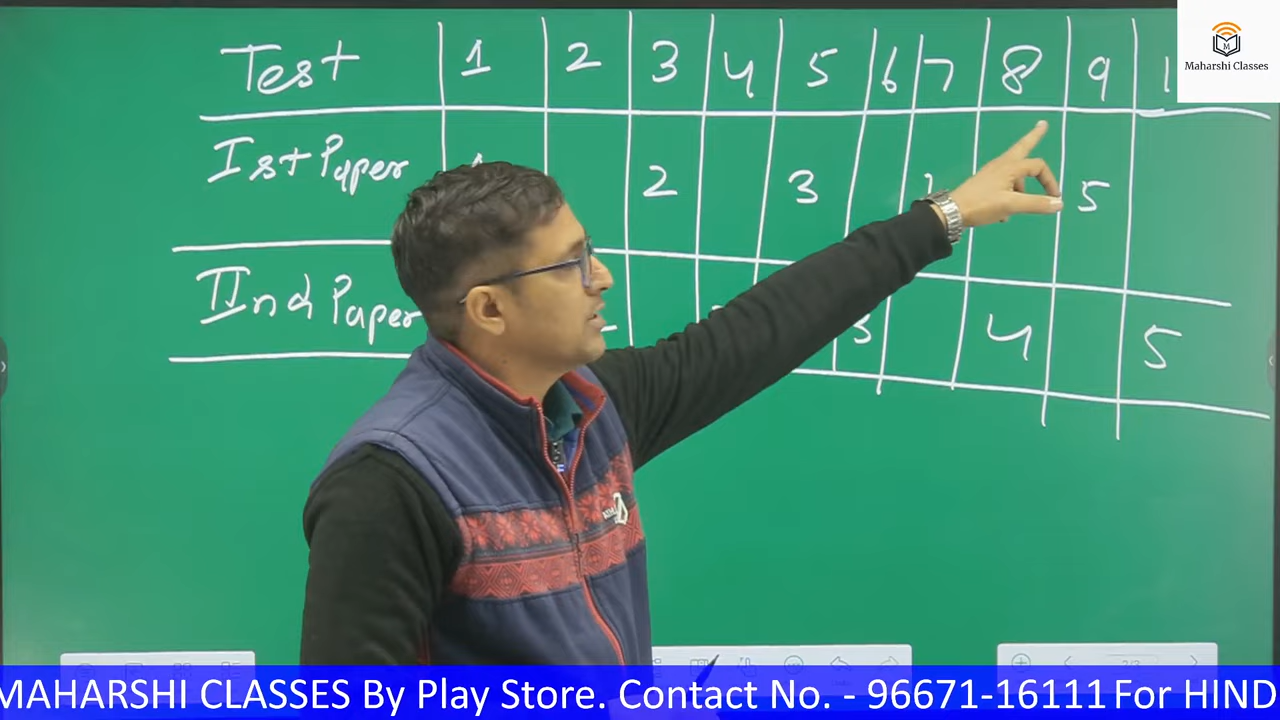 Test 1 2 3 4 5 6 7 8 9 1
Ist Paper 2 3 5
IInd Paper 3 4 5
M
Maharshi Classes
MAHARSHI CLASSES By Play Store. Contact No. - 96671-16111 For HIND